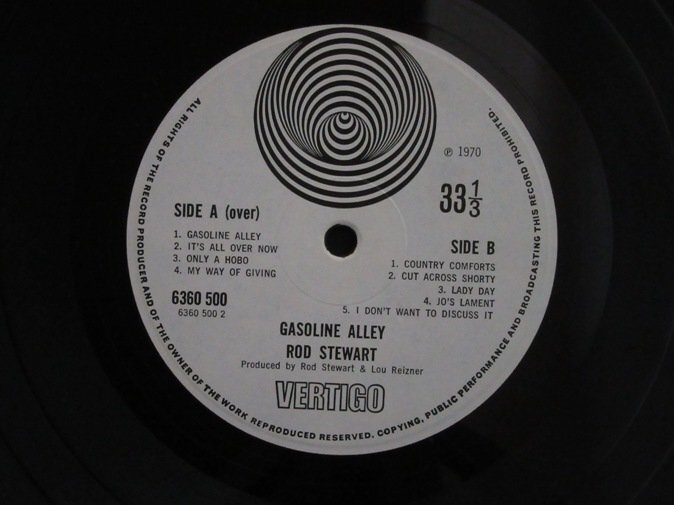 ALL RIGHTS OF THE RECORD PRODUCER AND OF THE OWNER OF THE WORK REPRODUCED RESERVED. COPYING, PUBLIC PERFORMANCE AND BROADCASTING THIS RECORD PROHIBITED.
℗ 1970
33 1/3
SIDE A (over)
1. GASOLINE ALLEY
2. IT'S ALL OVER NOW
3. ONLY A HOBO
4. MY WAY OF GIVING
6360 500
6360 500 2
SIDE B
1. COUNTRY COMFORTS
2. CUT ACROSS SHORTY
3. LADY DAY
4. JO'S LAMENT
5. I DON'T WANT TO DISCUSS IT
GASOLINE ALLEY
ROD STEWART
Produced by Rod Stewart & Lou Reizner
VERTIGO